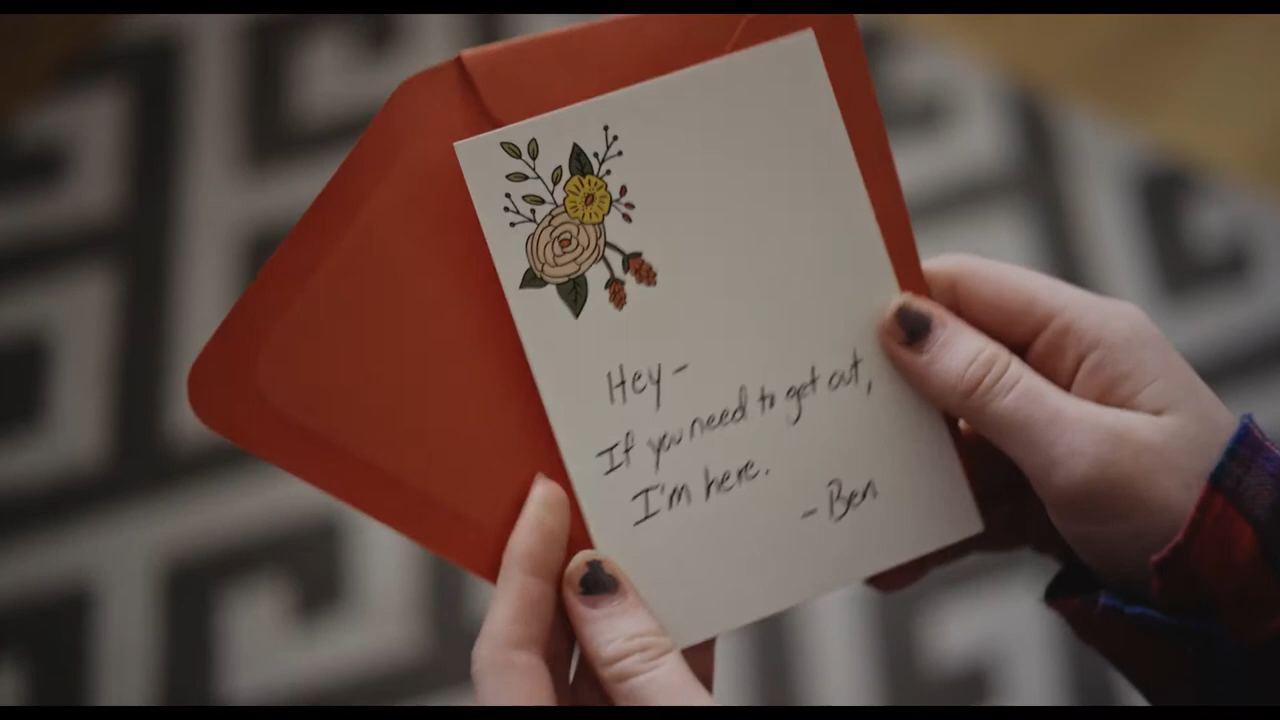 Hey-
If you need to get out,
I'm here.
-Ben